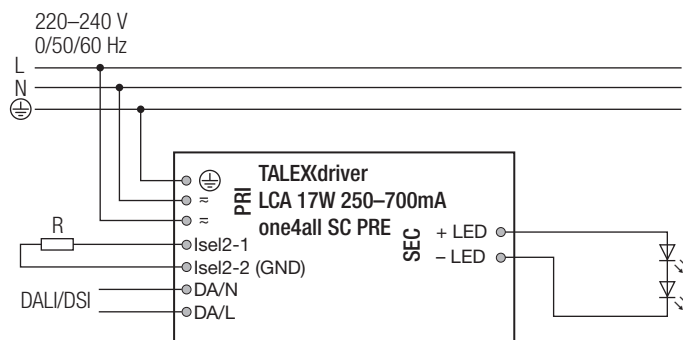 220–240 V
0/50/60 Hz
L
N
TALEXXdriver
LCA 17W 250–700mA
one4all SC PRE
PRI
≂
≂
R
Isel2-1
Isel2-2 (GND)
DALI/DSI
DA/N
DA/L
SEC
+ LED
– LED